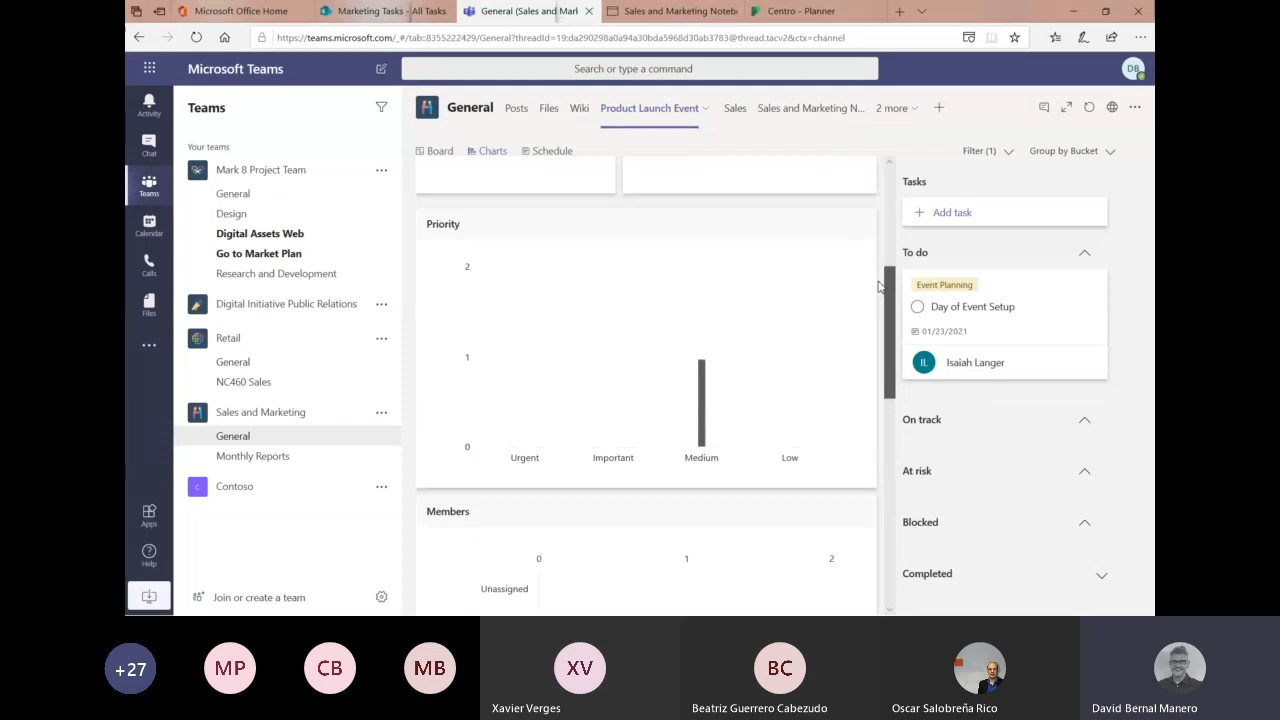 Microsoft Office Home
Marketing Tasks - All Tasks
General (Sales and Mark
Sales and Marketing Noteb
Centro - Planner
https://teams.microsoft.com/_#/tab:8355222429/General?threadId=19:da290298a0a94a30bda5968d30ab3783@thread.tacv2&ctx=channel
Microsoft Teams
Search or type a command
DB
Activity
Chat
Teams
Calendar
Calls
Files
Apps
Help
Teams
Your teams
Mark 8 Project Team
General
Design
Digital Assets Web
Go to Market Plan
Research and Development
Digital Initiative Public Relations
Retail
General
NC460 Sales
Sales and Marketing
General
Monthly Reports
C
Contoso
Join or create a team
General
Posts
Files
Wiki
Product Launch Event
Sales
Sales and Marketing N...
2 more
Board
Charts
Schedule
Filter (1)
Group by Bucket
Priority
2
1
0
Urgent
Important
Medium
Low
Members
0
1
2
Unassigned
Tasks
Add task
To do
Event Planning
Day of Event Setup
01/23/2021
IL
Isaiah Langer
On track
At risk
Blocked
Completed
+27
MP
CB
MB
XV
Xavier Verges
BC
Beatriz Guerrero Cabezudo
Oscar Salobreña Rico
David Bernal Manero